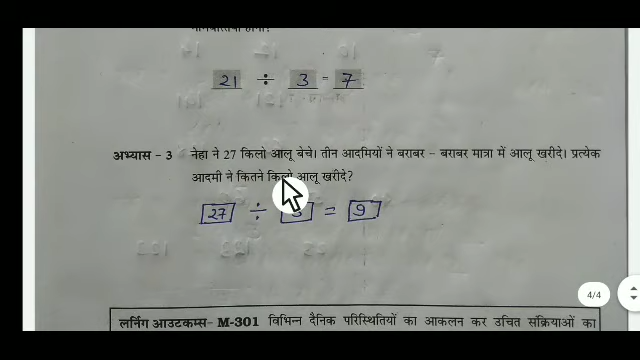 21 ÷ 3 = 7
अभ्यास - 3 नेहा ने 27 किलो आलू बेचे। तीन आदमियों ने बराबर - बराबर मात्रा में आलू खरीदे। प्रत्येक
आदमी ने कितने किलो आलू खरीदे?
27 ÷ 3 = 9
4/4
लर्निंग आउटकम्स- M-301 विभिन्न दैनिक परिस्थितियों का आकलन कर उचित संक्रियाओं का